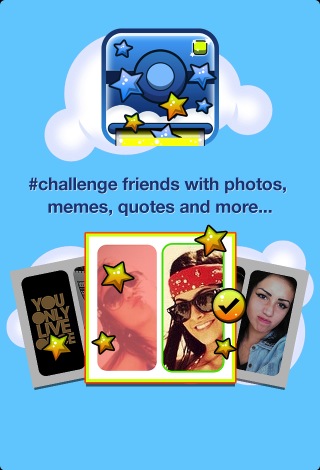 #challenge friends with photos,
memes, quotes and more...
YOU
ONLY
LIVE